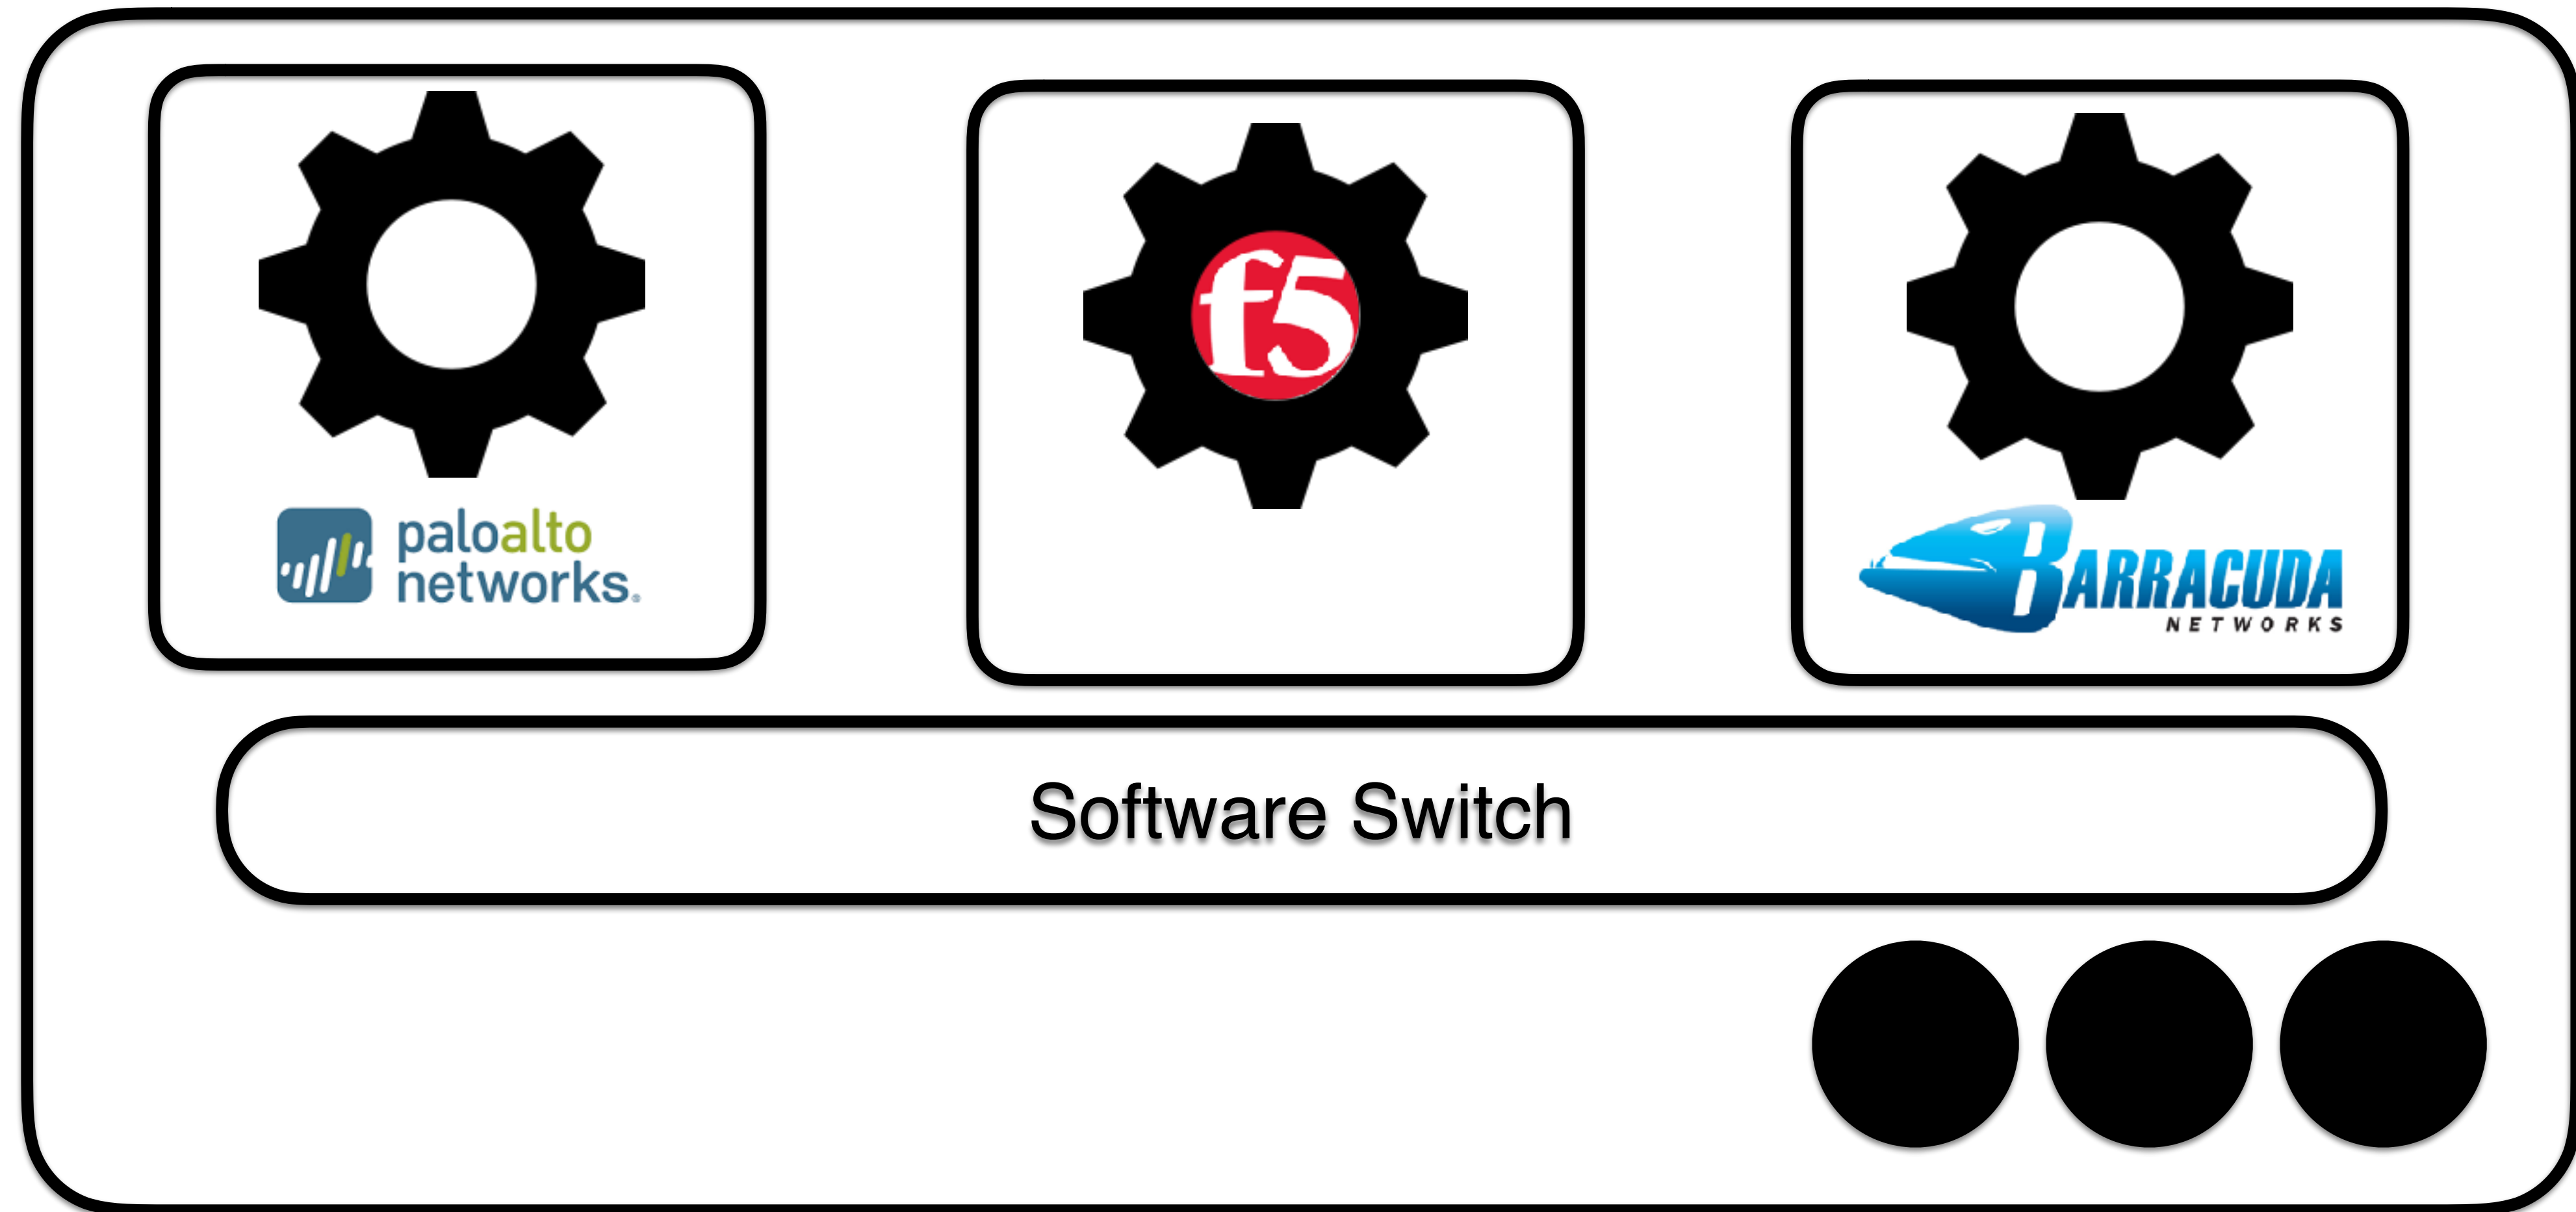 paloalto
networks®
f5
BARRACUDA
NETWORKS
Software Switch